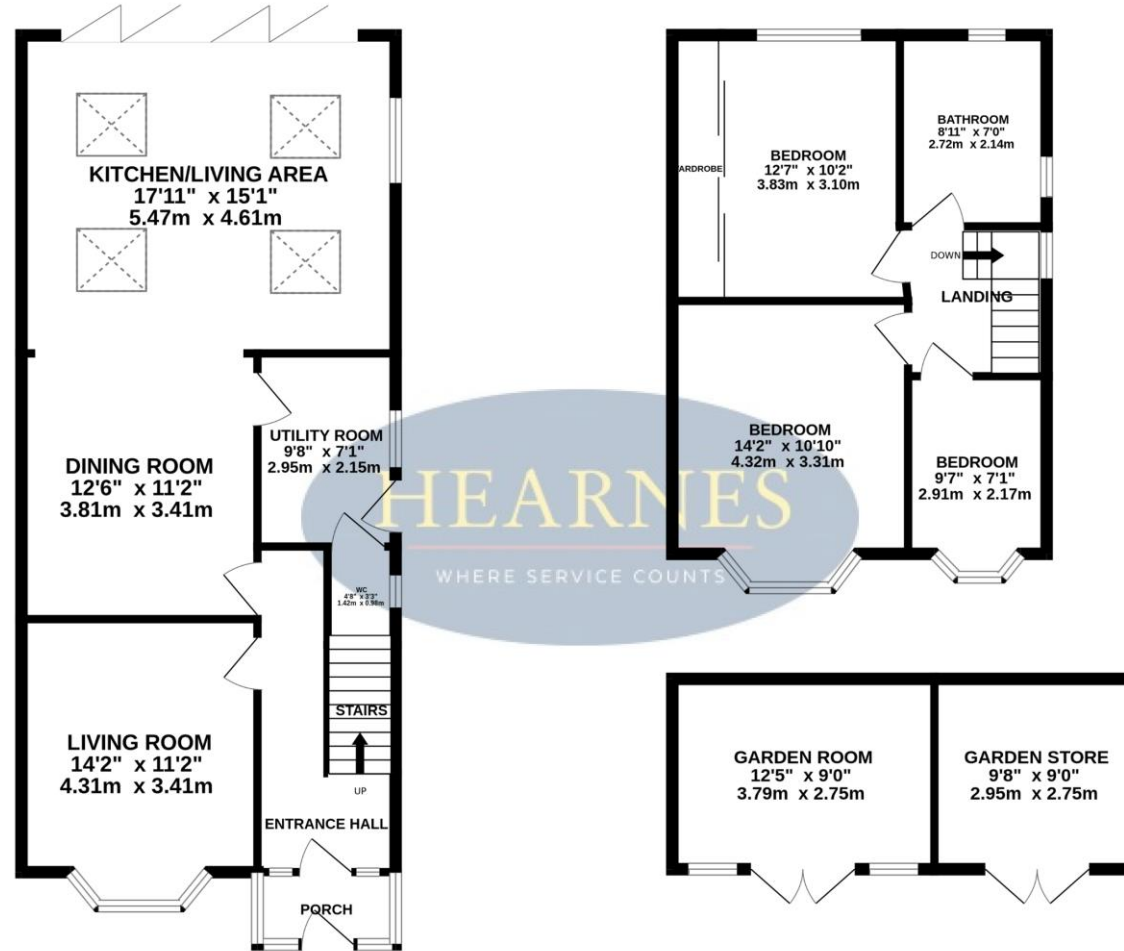 KITCHEN/LIVING AREA
17'11" x 15'1"
5.47m x 4.61m
UTILITY ROOM
9'8" x 7'1"
2.95m x 2.15m
DINING ROOM
12'6" x 11'2"
3.81m x 3.41m
WC
4'8" x 3'3"
1.42m x 0.98m
LIVING ROOM
14'2" x 11'2"
4.31m x 3.41m
STAIRS
UP
ENTRANCE HALL
PORCH
ARDROBE
BEDROOM
12'7" x 10'2"
3.83m x 3.10m
BATHROOM
8'11" x 7'0"
2.72m x 2.14m
DOWN
LANDING
BEDROOM
14'2" x 10'10"
4.32m x 3.31m
BEDROOM
9'7" x 7'1"
2.91m x 2.17m
HEARNES
WHERE SERVICE COUNTS
GARDEN ROOM
12'5" x 9'0"
3.79m x 2.75m
GARDEN STORE
9'8" x 9'0"
2.95m x 2.75m